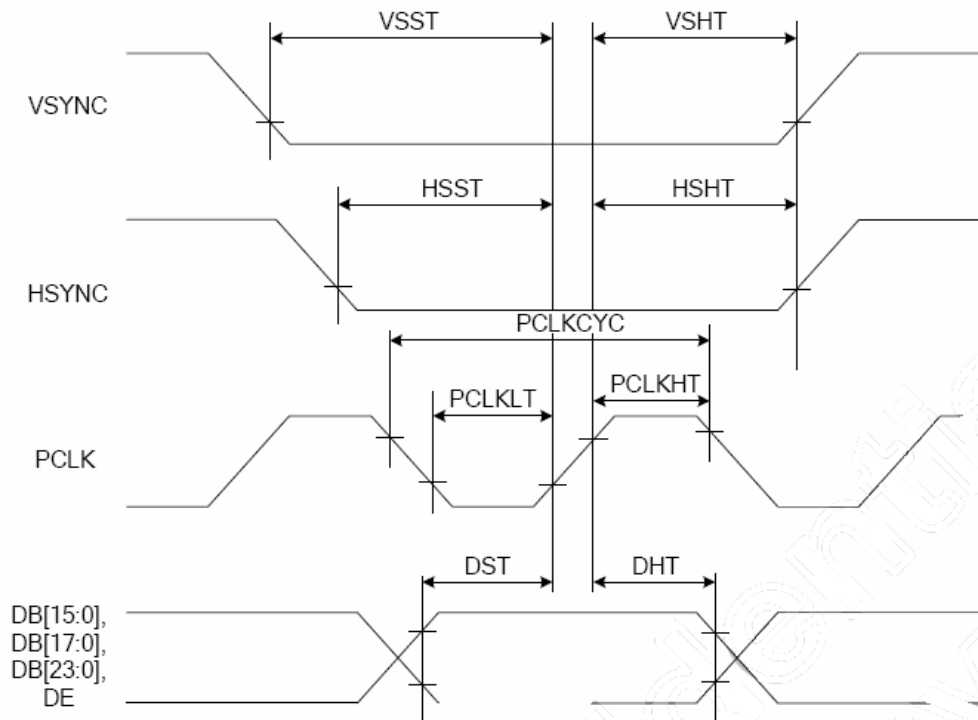 VSST VSHT
VSYNC
HSST HSHT
HSYNC
PCLKCYC
PCLKLT PCLKHT
PCLK
DST DHT
DB[15:0],
DB[17:0],
DB[23:0],
DE